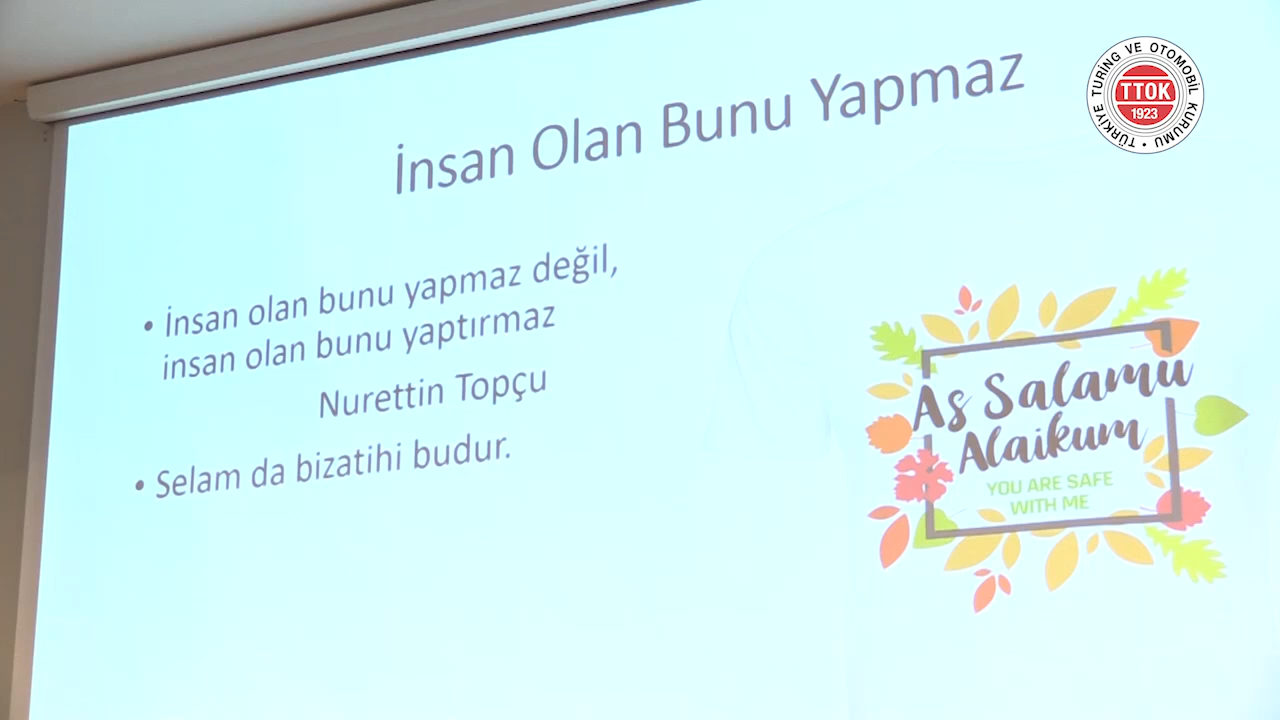 İnsan Olan Bunu Yapmaz
• İnsan olan bunu yapmaz değil,
insan olan bunu yaptırmaz
Nurettin Topçu
• Selam da bizatihi budur.
As Salamu
Alaikum
YOU ARE SAFE
WITH ME
TÜRKİYE TURİNG VE OTOMOBİL KURUMU •
TTOK
1923